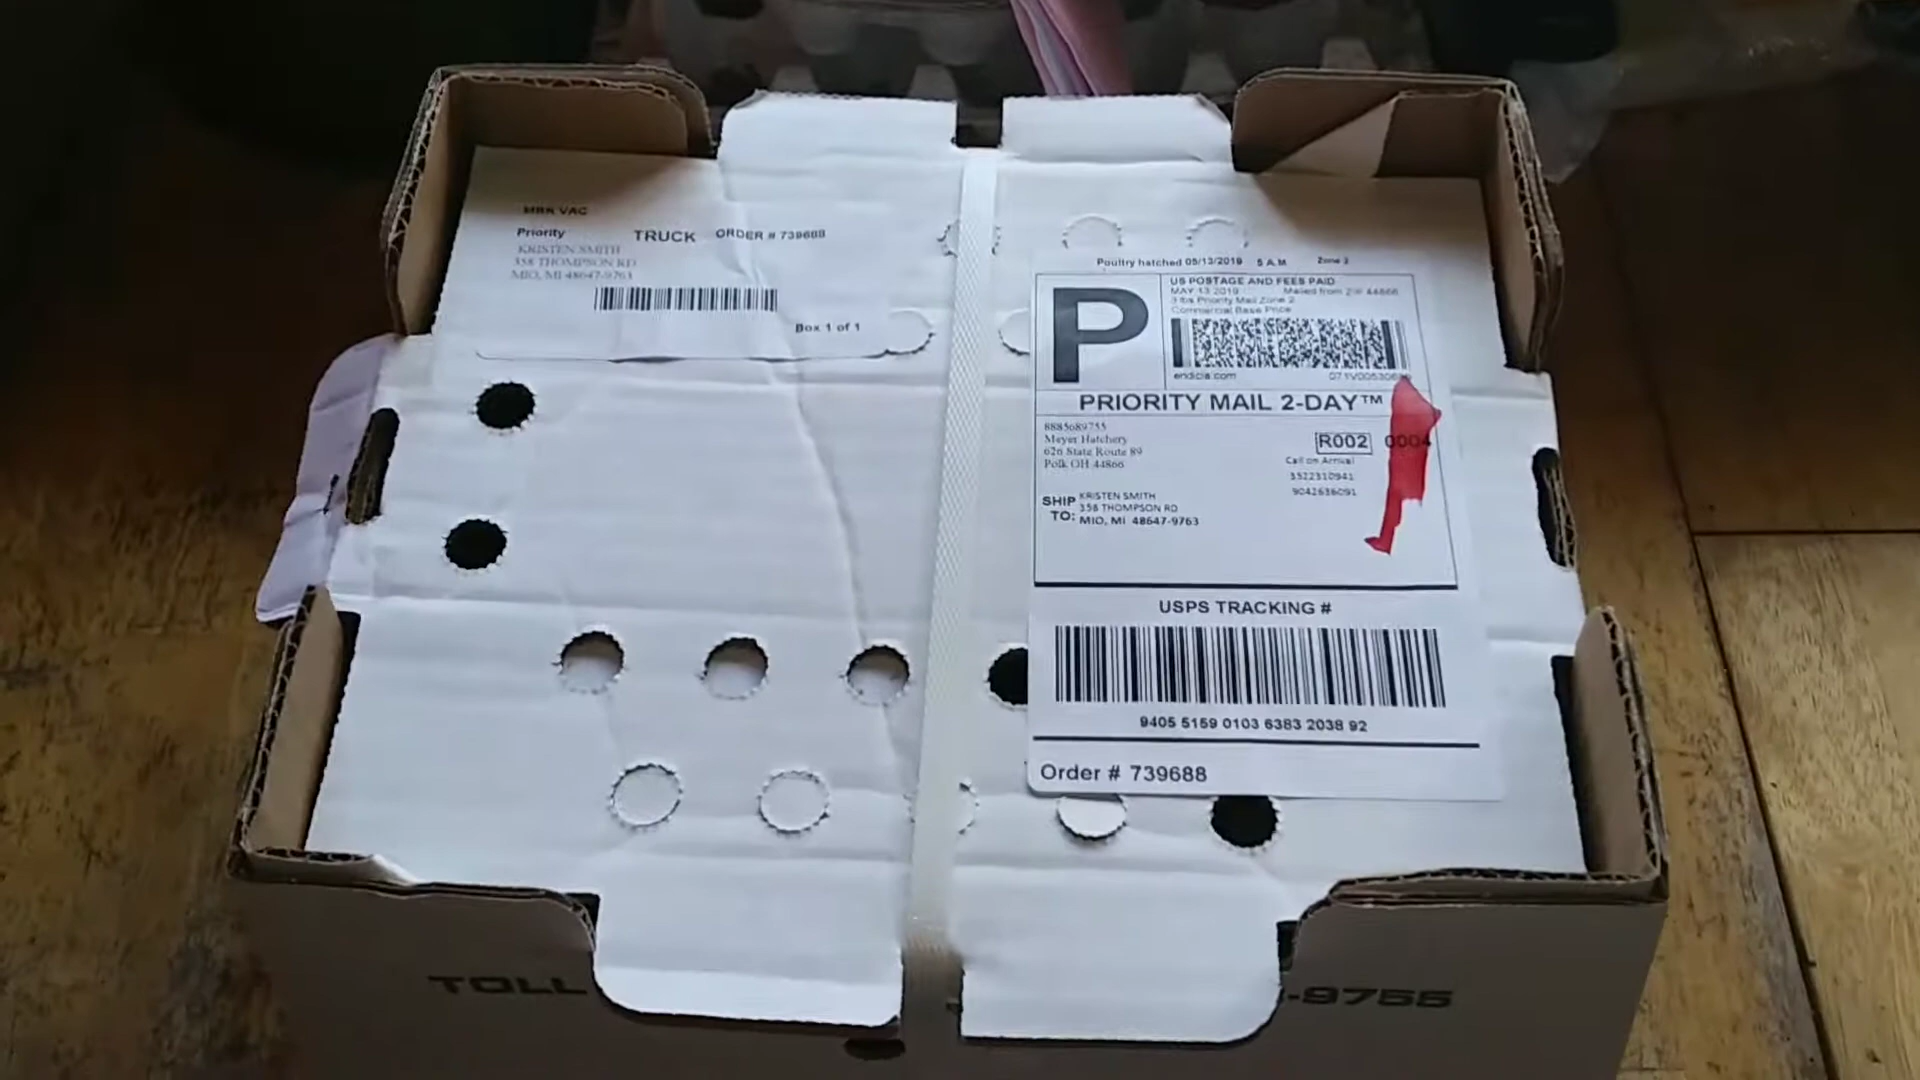 MRK VAC
Priority
TRUCK ORDER # 739688
KRISTEN SMITH
358 THOMPSON RD
MIO, MI 48647-9763
Box 1 of 1
Poultry hatched 05/13/2019 5 A.M. Zone 2
P
US POSTAGE AND FEES PAID
MAY 13 2019 Mailed from ZIP 44866
3 lbs Priority Mail Zone 2
Commercial Base Price
endicia.com
PRIORITY MAIL 2-DAY™
8885689755
Meyer Hatchery
626 State Route 89
Polk OH 44866
R002 0004
Call on Arrival
3522310941
9042636091
SHIP TO:
KRISTEN SMITH
358 THOMPSON RD
MIO, MI 48647-9763
USPS TRACKING #
9405 5159 0103 6383 2038 92
Order # 739688
TOLL -9755